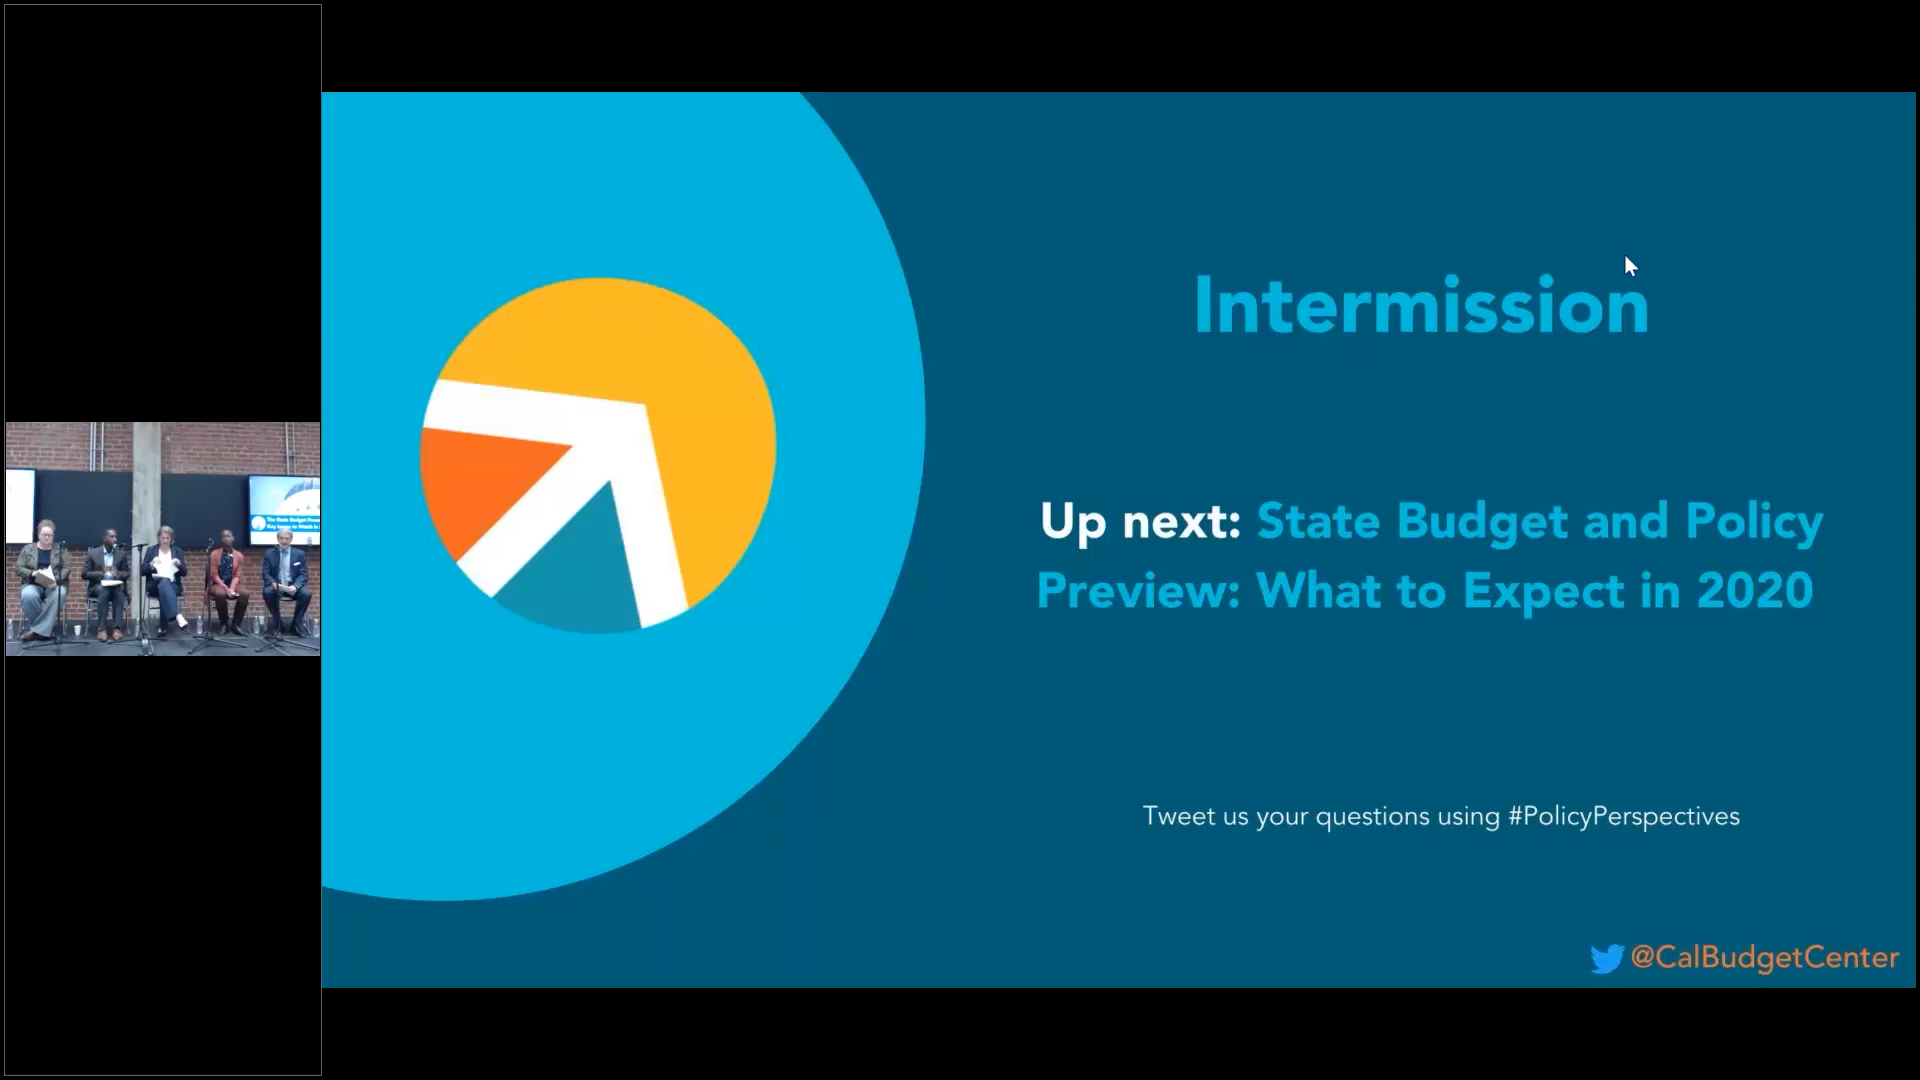 Intermission
Up next: State Budget and Policy
Preview: What to Expect in 2020
Tweet us your questions using #PolicyPerspectives
@CalBudgetCenter